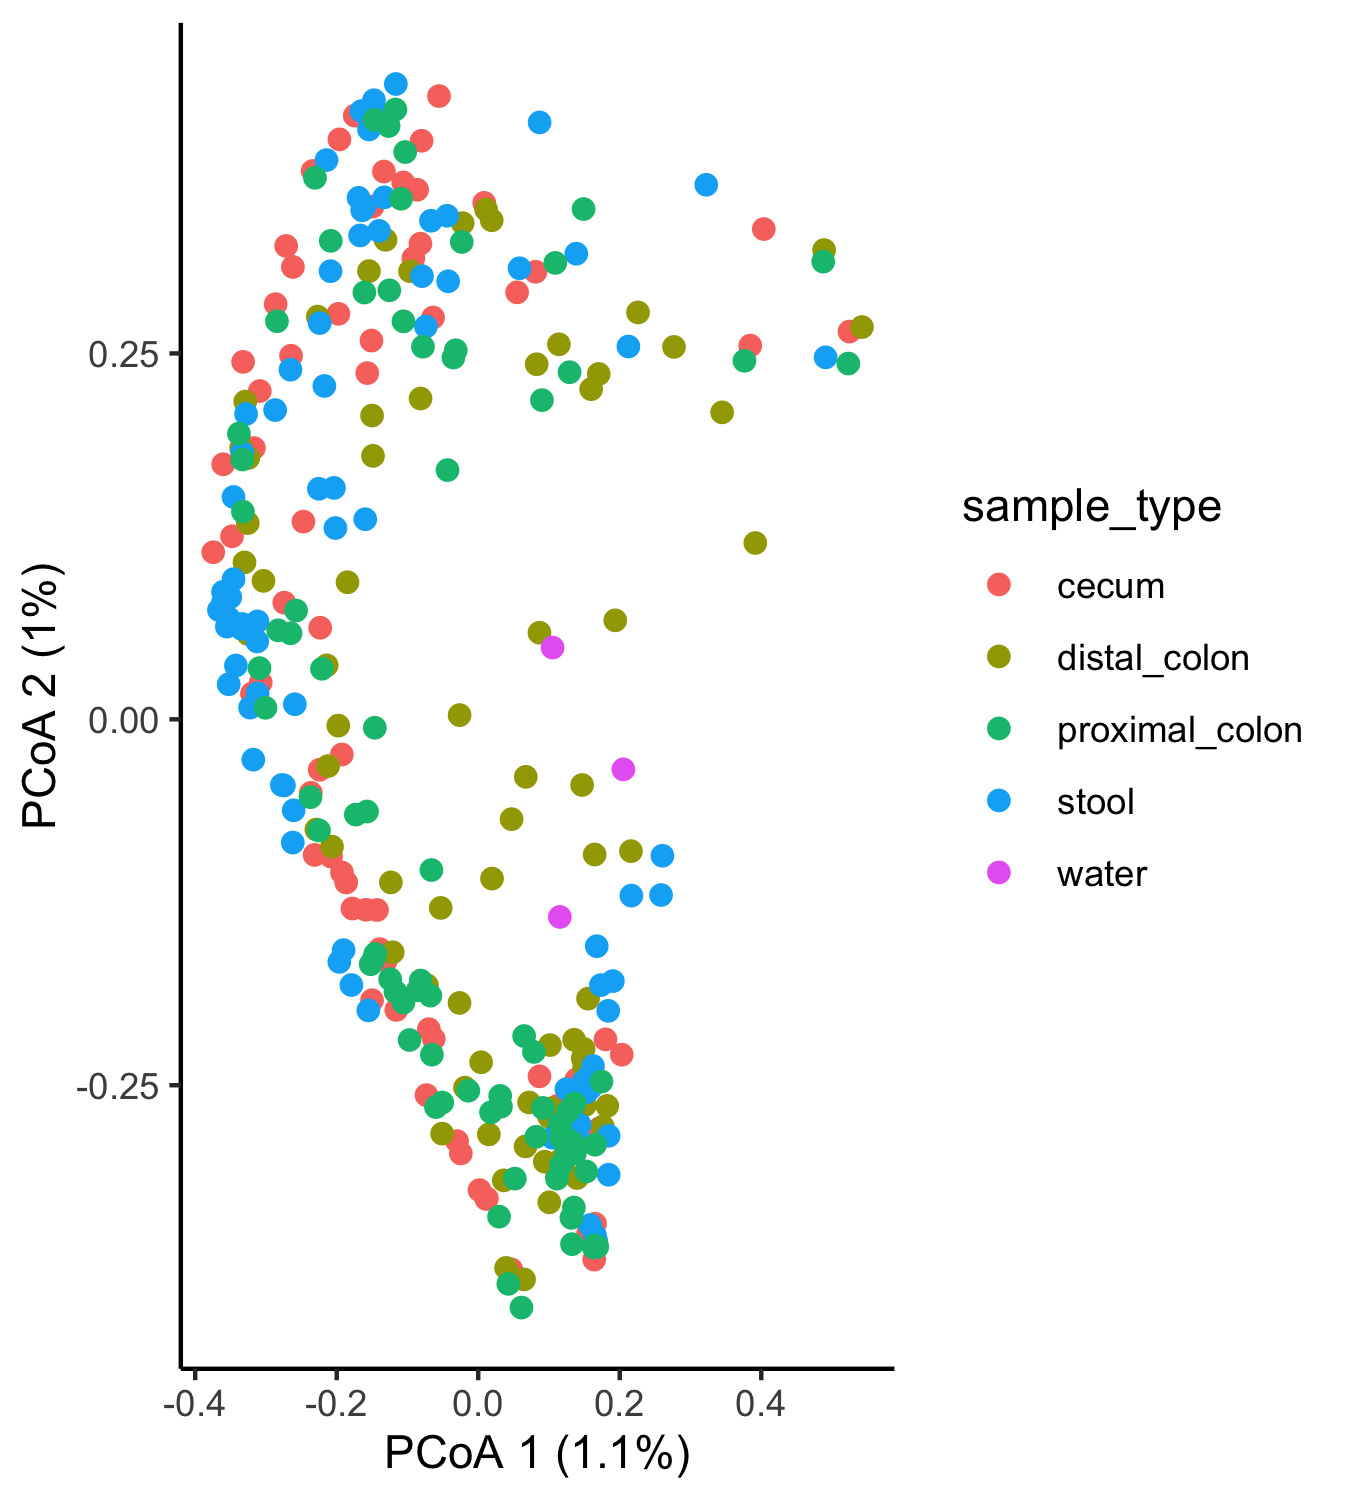 PCoA 2 (1%)
0.25
0.00
-0.25
-0.4
-0.2
0.0
0.2
0.4
PCoA 1 (1.1%)
sample_type
cecum
distal_colon
proximal_colon
stool
water